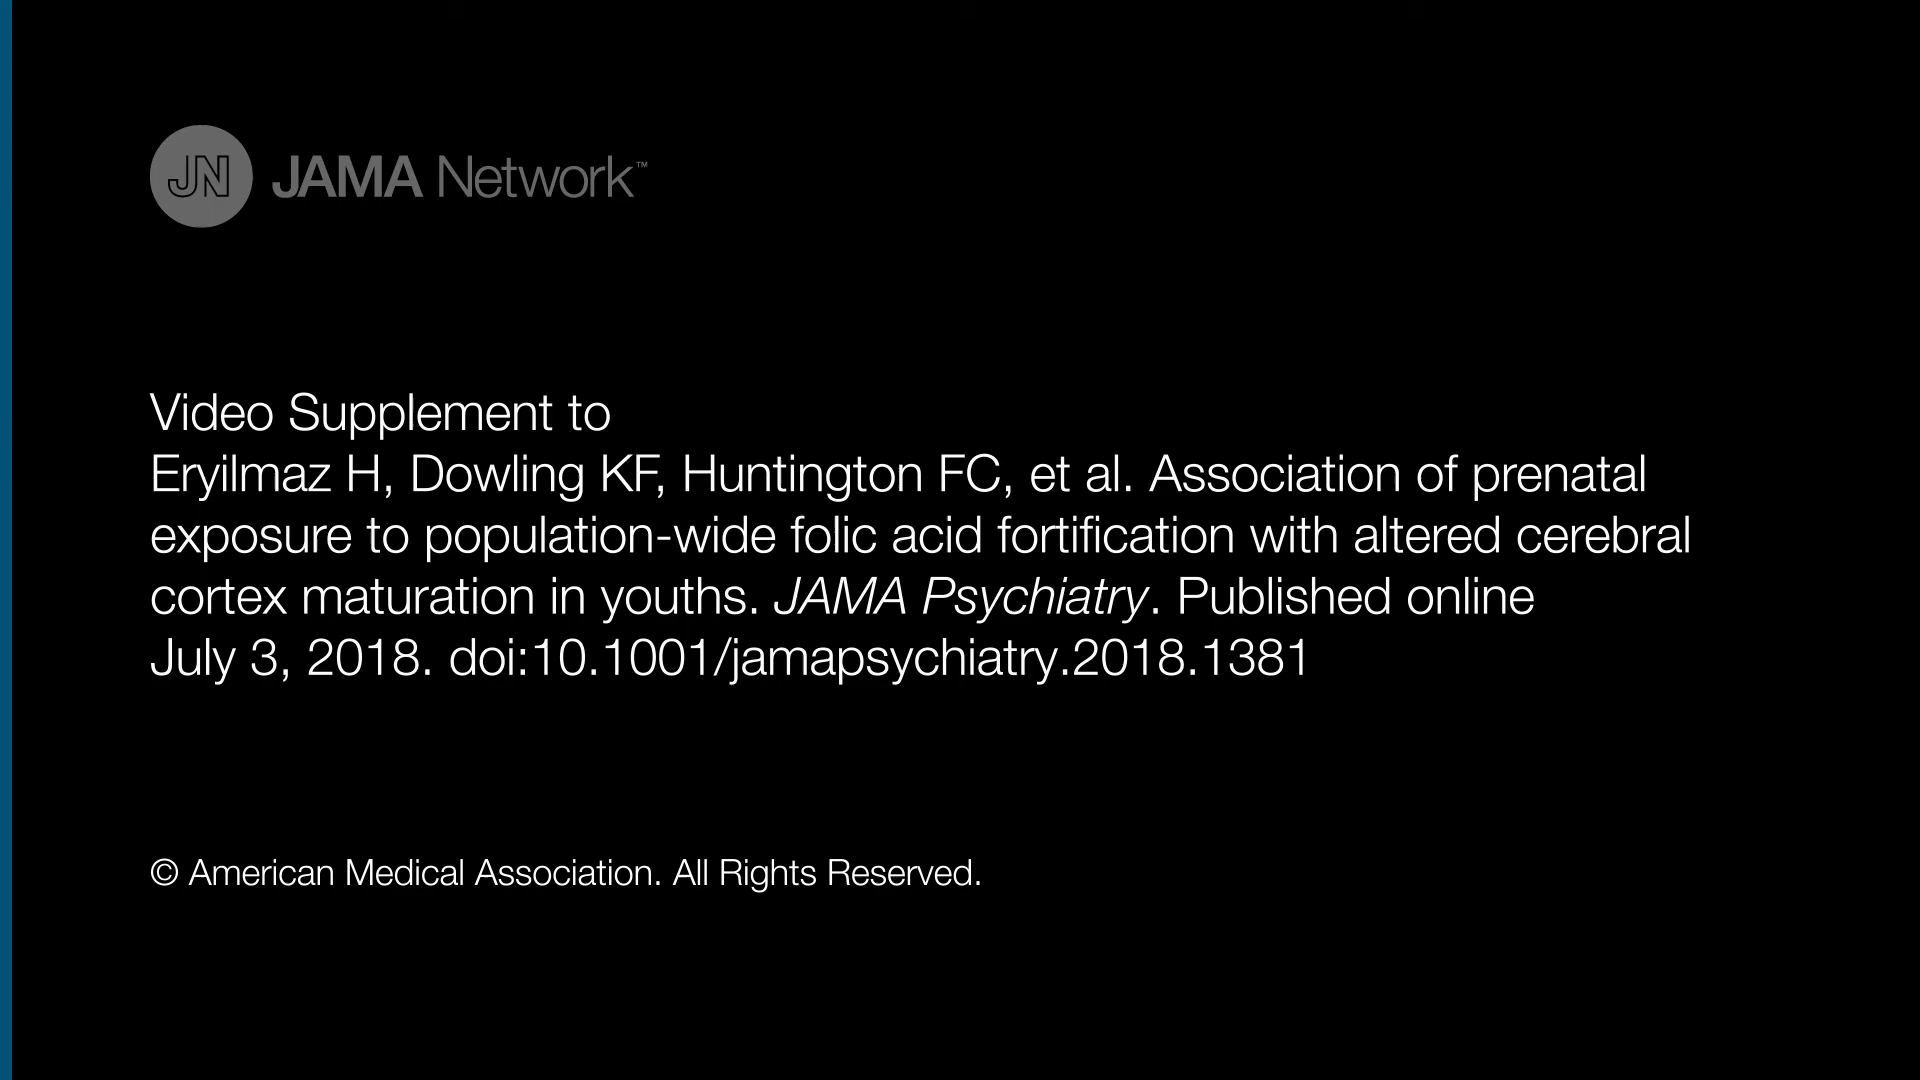 JN JAMA Network™
Video Supplement to
Eryilmaz H, Dowling KF, Huntington FC, et al. Association of prenatal
exposure to population-wide folic acid fortification with altered cerebral
cortex maturation in youths. JAMA Psychiatry. Published online
July 3, 2018. doi:10.1001/jamapsychiatry.2018.1381
© American Medical Association. All Rights Reserved.